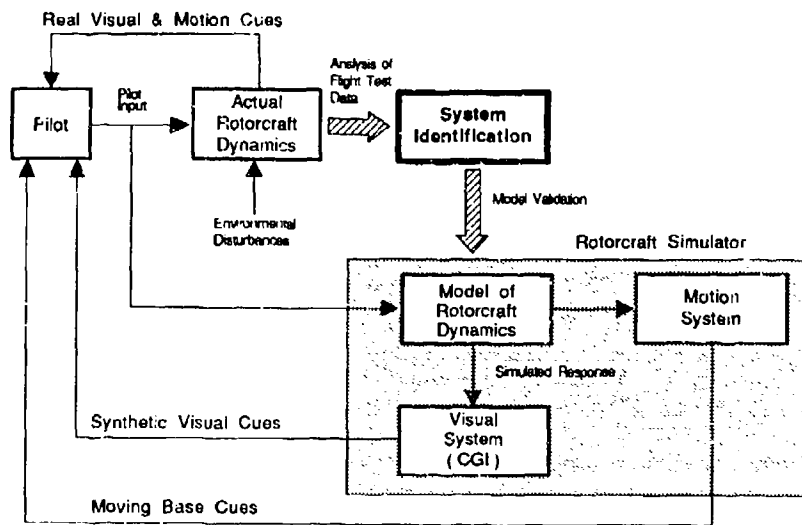 Real Visual & Motion Cues
Pilot
Input
Pilot
Actual
Rotorcraft
Dynamics
Analysis of
Flight Test
Data
System
Identification
Environmental
Disturbances
Model Validation
Rotorcraft Simulator
Model of
Rotorcraft
Dynamics
Motion
System
Simulated Response
Visual
System
( CGI )
Synthetic Visual Cues
Moving Base Cues